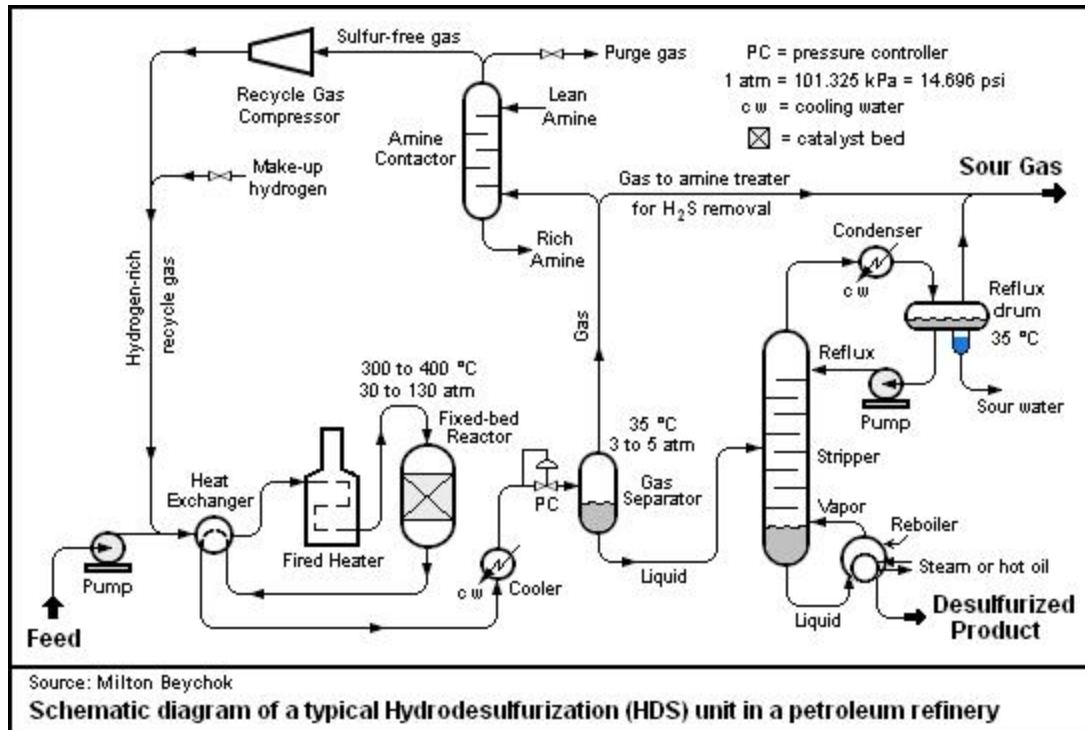 Sulfur-free gas
Purge gas
PC = pressure controller
1 atm = 101.325 kPa = 14.696 psi
c w = cooling water
= catalyst bed
Recycle Gas
Compressor
Lean
Amine
Amine
Contactor
Make-up
hydrogen
Gas to amine treater
for H₂S removal
Sour Gas
Rich
Amine
Condenser
c w
Reflux
drum
35 °C
Hydrogen-rich
recycle gas
Gas
300 to 400 °C
30 to 130 atm
Fixed-bed
Reactor
Reflux
Pump
Sour water
35 °C
3 to 5 atm
Gas
Separator
Stripper
Heat
Exchanger
PC
Vapor
Reboiler
Fired Heater
Pump
c w
Cooler
Liquid
Steam or hot oil
Liquid
Feed
Desulfurized
Product
Source: Milton Beychok
Schematic diagram of a typical Hydrodesulfurization (HDS) unit in a petroleum refinery